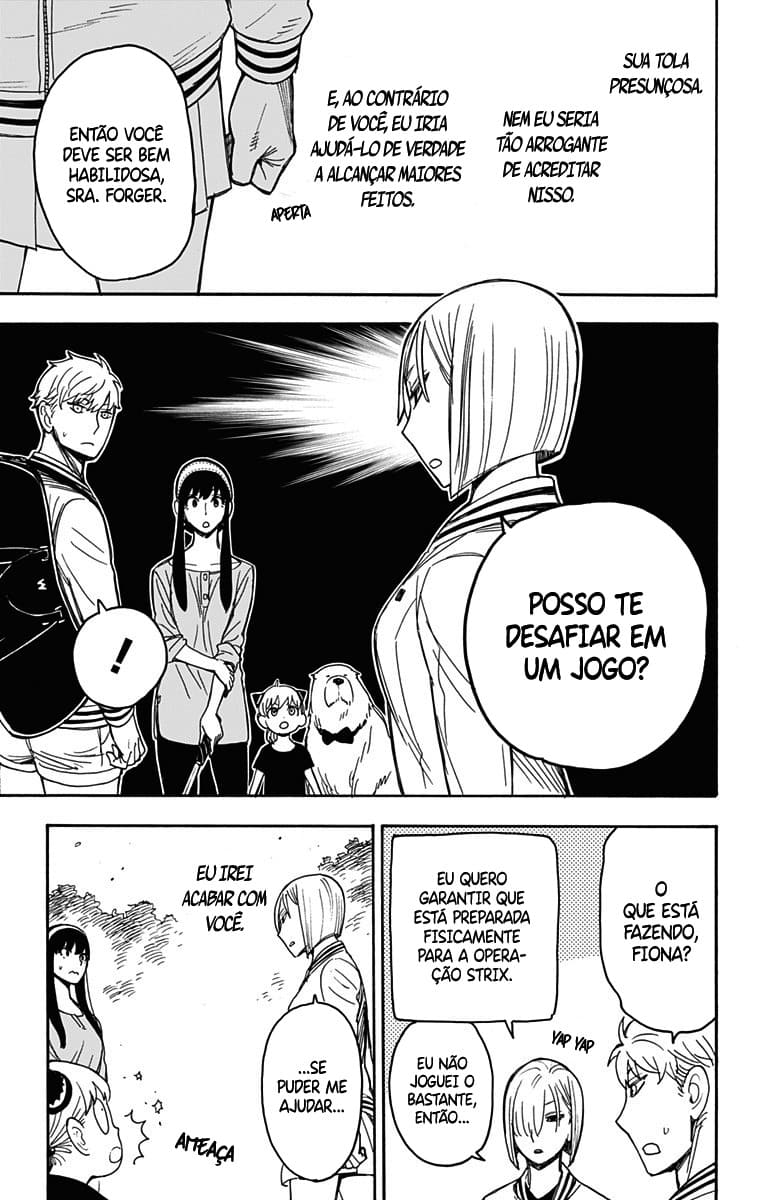 SUA TOLA
PRESUNÇOSA.
NEM EU SERIA
TÃO ARROGANTE
DE ACREDITAR
NISSO.
E, AO CONTRÁRIO
DE VOCÊ, EU IRIA
AJUDÁ-LO DE VERDADE
A ALCANÇAR MAIORES
FEITOS.
APERTA
ENTÃO VOCÊ
DEVE SER BEM
HABILIDOSA,
SRA. FORGER.
POSSO TE
DESAFIAR EM
UM JOGO?
!
O
QUE ESTÁ
FAZENDO,
FIONA?
EU QUERO
GARANTIR QUE
ESTÁ PREPARADA
FISICAMENTE
PARA A OPERA-
ÇÃO STRIX.
YAP YAP
EU NÃO
JOGUEI O
BASTANTE,
ENTÃO...
EU IREI
ACABAR COM
VOCÊ.
...SE
PUDER ME
AJUDAR...
AMEAÇA